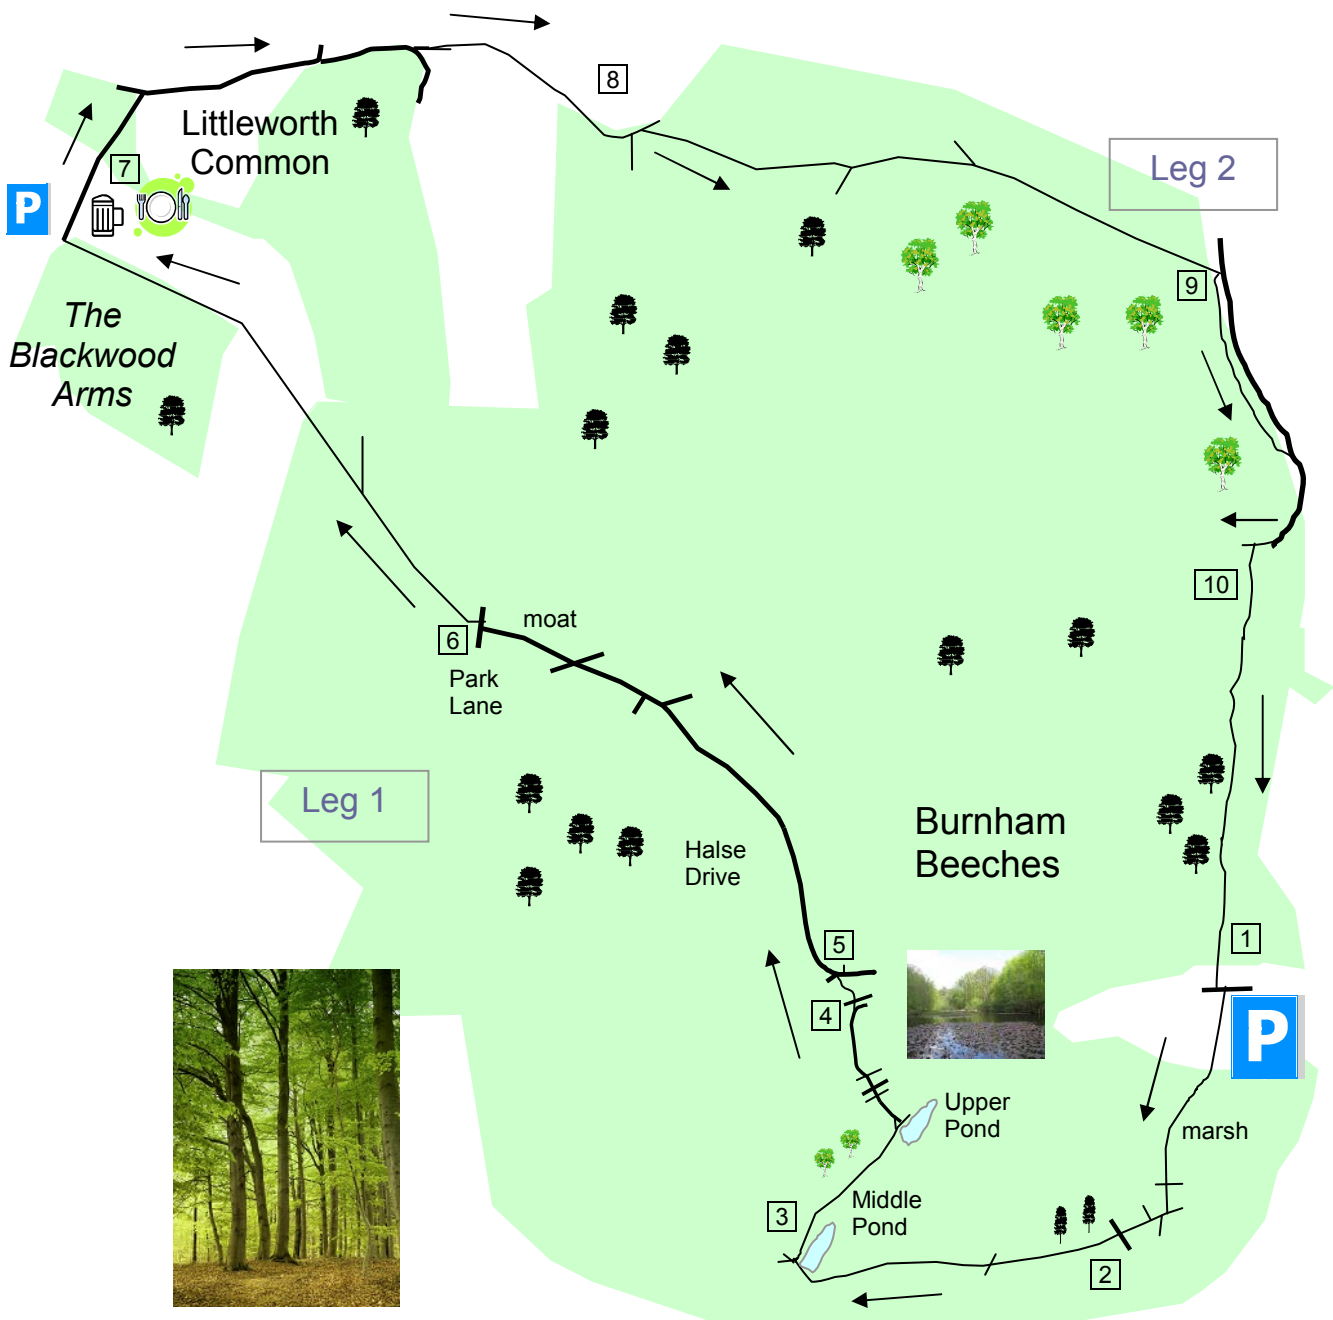 8
Littleworth
Common
Leg 2
7
P
9
The
Blackwood
Arms
10
moat
6
Park
Lane
Leg 1
Burnham
Beeches
Halse
Drive
5
1
4
P
Upper
Pond
marsh
Middle
Pond
3
2